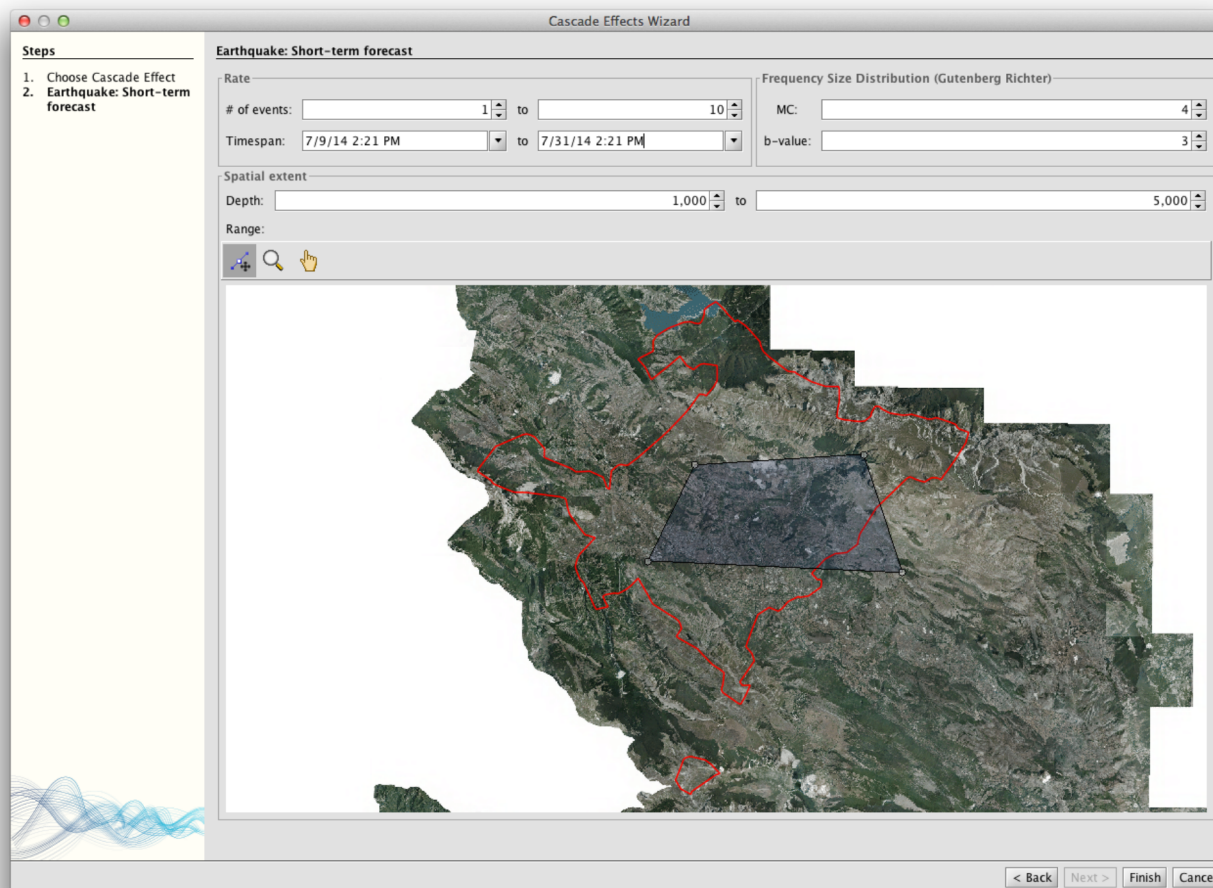 Cascade Effects Wizard
Steps
1. Choose Cascade Effect
2. Earthquake: Short-term
forecast
Earthquake: Short-term forecast
Rate
# of events: 1 to 10
Timespan: 7/9/14 2:21 PM to 7/31/14 2:21 PM
Frequency Size Distribution (Gutenberg Richter)
MC: 4
b-value: 3
Spatial extent
Depth: 1,000 to 5,000
Range:
< Back Next > Finish Cance